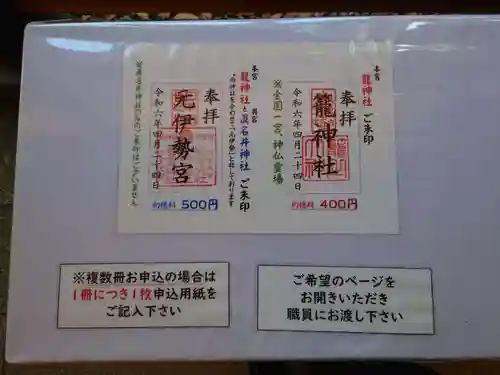 本宮
籠神社 ご朱印
奉拝
籠神社
令和六年四月二十四日
※全国一宮、神仏霊場
初穂料 400円
本宮 奥宮
籠神社と眞名井神社 ご朱印
奉拝
元伊勢宮
令和六年四月二十四日
初穂料 500円
※複数冊お申込の場合は
1冊につき1枚申込用紙を
ご記入下さい
ご希望のページを
お開きいただき
職員にお渡し下さい